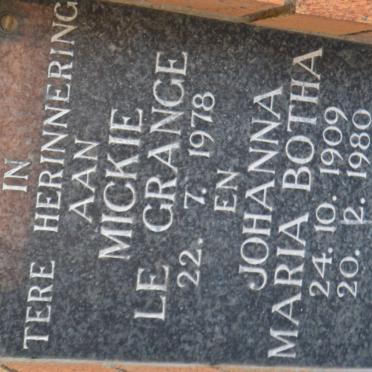 IN
TERE HERINNERING
AAN
MICKIE
LE GRANGE
22. 7. 1978
EN
JOHANNA
MARIA BOTHA
24. 10. 1909
20. 2. 1980